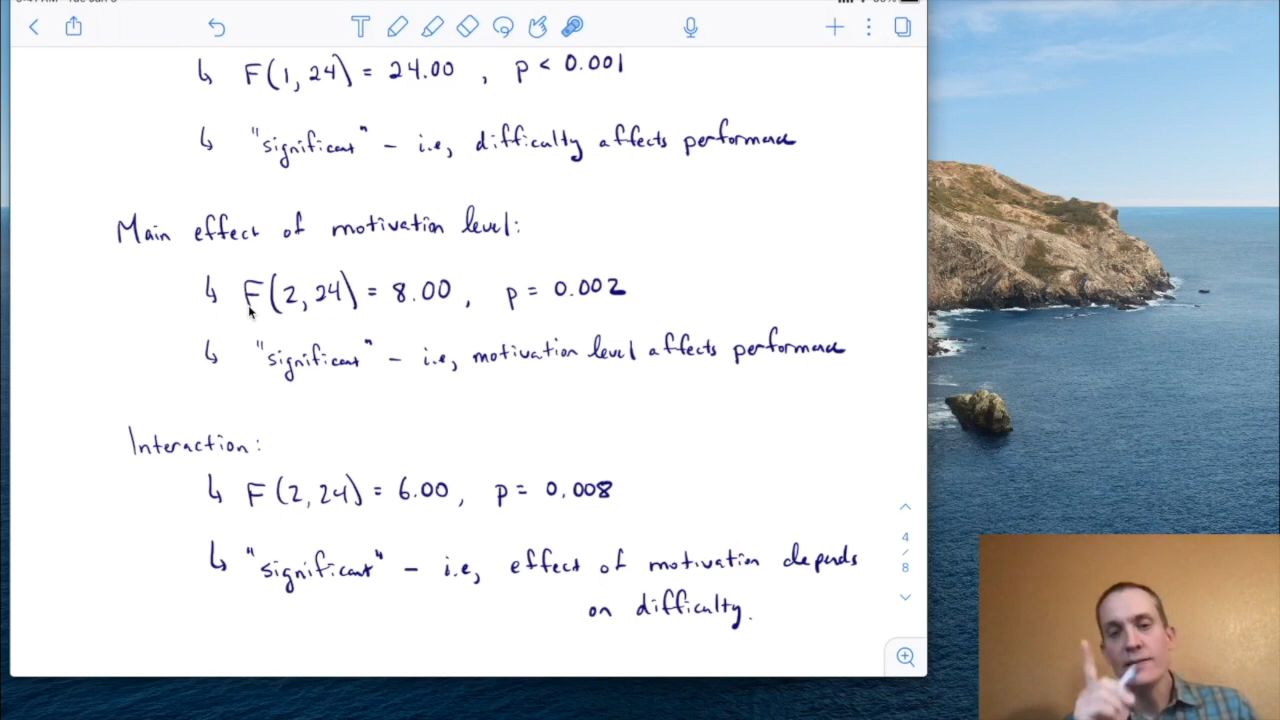 ↳ F(1, 24) = 24.00 , p < 0.001
↳ "significant" - i.e, difficulty affects performance
Main effect of motivation level:
↳ F(2, 24) = 8.00 , p = 0.002
↳ "significant" - i.e, motivation level affects performance
Interaction:
↳ F(2, 24) = 6.00 , p = 0.008
4
/
8
↳ "significant" - i.e, effect of motivation depends
on difficulty.